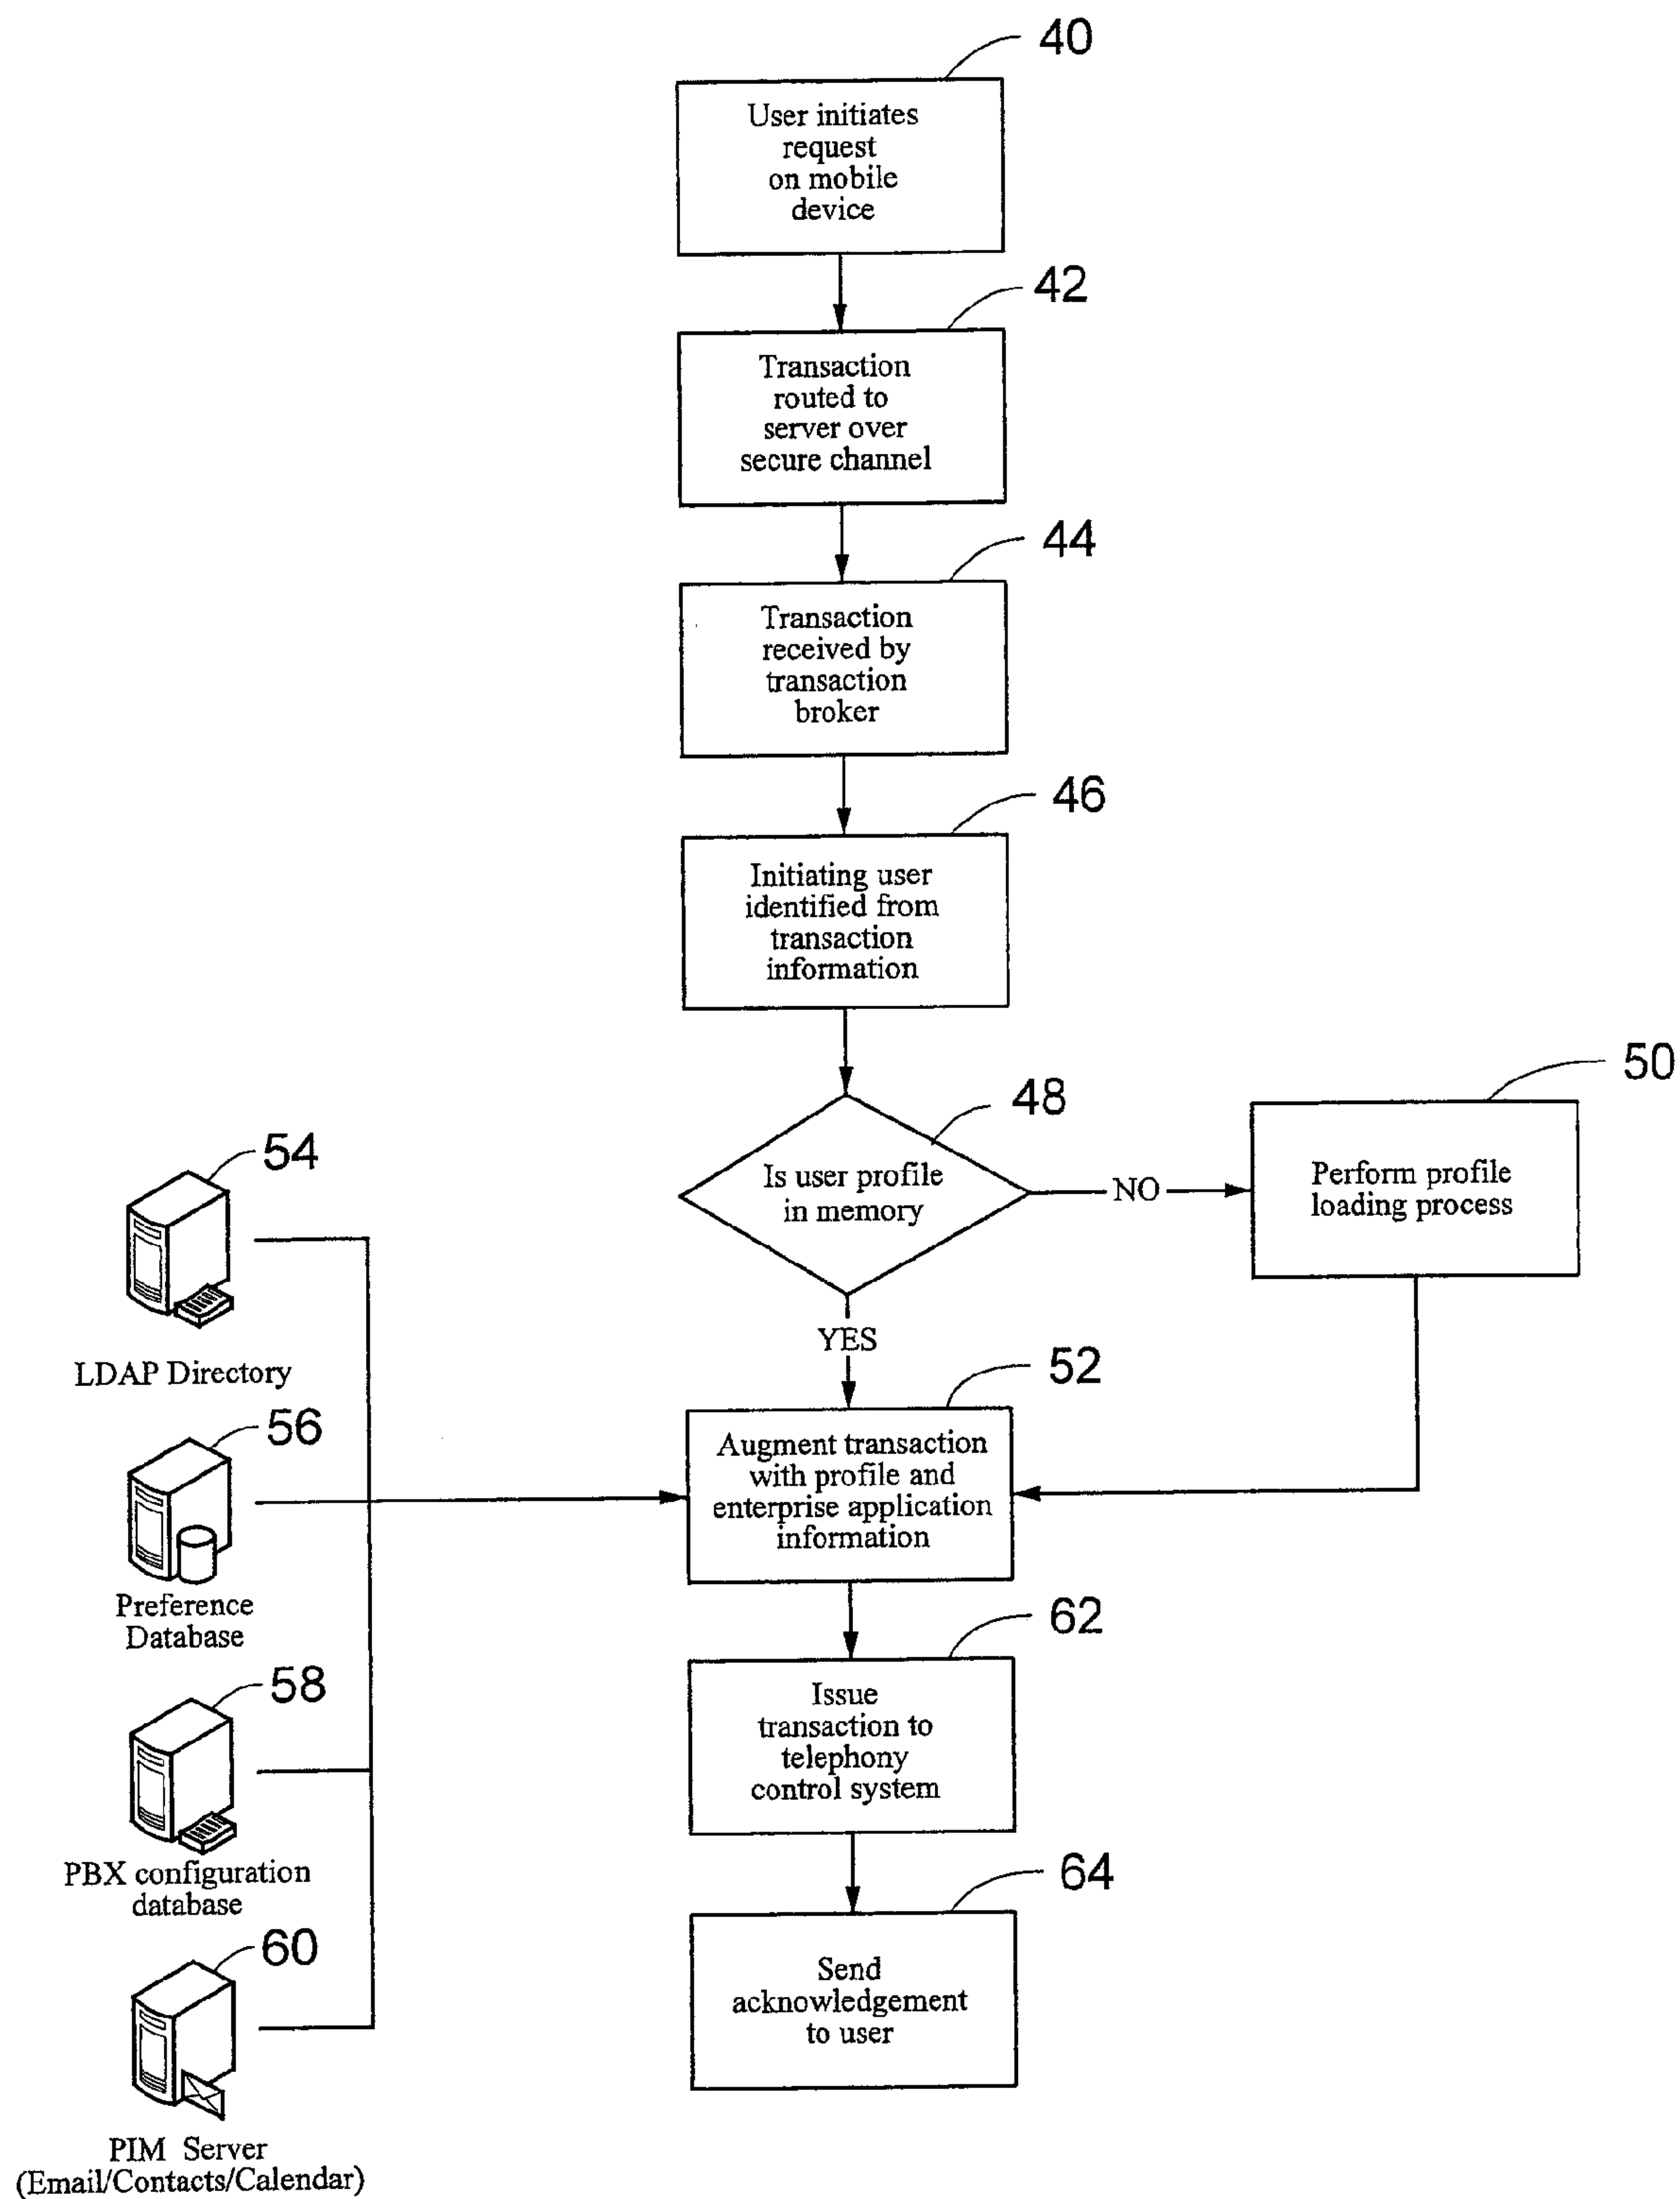 40
User initiates
request
on mobile
device
42
Transaction
routed to
server over
secure channel
44
Transaction
received by
transaction
broker
46
Initiating user
identified from
transaction
information
48
Is user profile
in memory
NO
50
Perform profile
loading process
YES
52
Augment transaction
with profile and
enterprise application
information
54
LDAP Directory
56
Preference
Database
58
PBX configuration
database
60
PIM Server
(Email/Contacts/Calendar)
62
Issue
transaction to
telephony
control system
64
Send
acknowledgement
to user